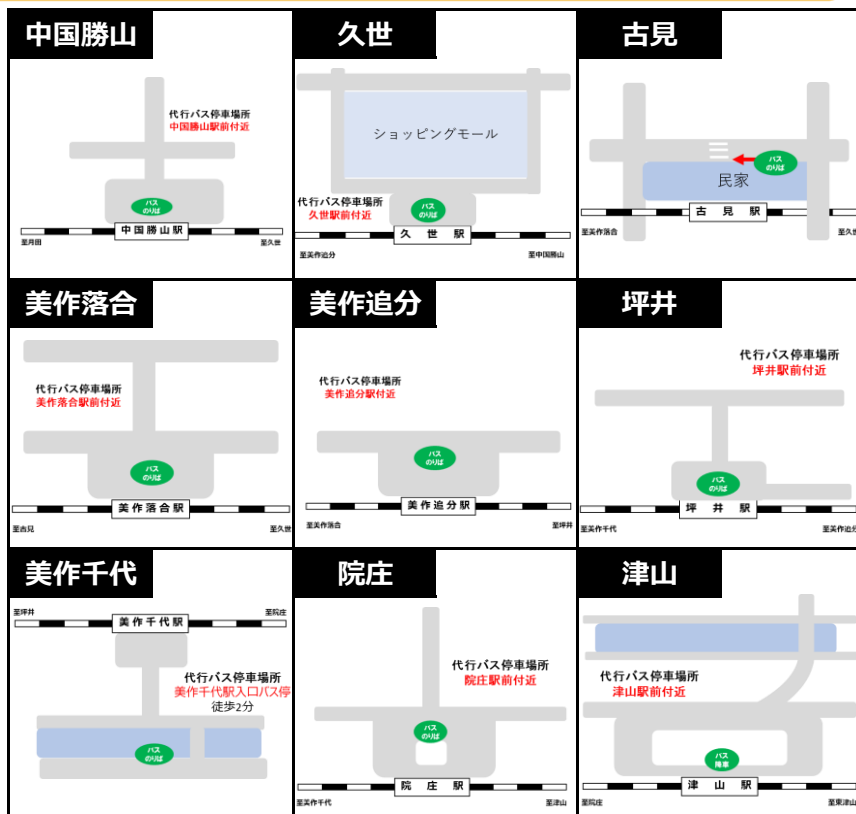 中国勝山
代行バス停車場所
中国勝山駅前付近
バス
のりば
中国勝山駅
至月田
至久世
久世
ショッピングモール
代行バス停車場所
久世駅前付近
バス
のりば
久世駅
至美作追分
至中国勝山
古見
バス
のりば
民家
古見駅
至美作落合
至久世
美作落合
代行バス停車場所
美作落合駅前付近
バス
のりば
美作落合駅
至古見
至久世
美作追分
代行バス停車場所
美作追分駅付近
バス
のりば
美作追分駅
至美作落合
至坪井
坪井
代行バス停車場所
坪井駅前付近
バス
のりば
坪井駅
至美作千代
至美作追分
美作千代
至坪井
至院庄
美作千代駅
代行バス停車場所
美作千代駅入口バス停
徒歩2分
バス
のりば
院庄
代行バス停車場所
院庄駅前付近
バス
のりば
院庄駅
至美作千代
至津山
津山
代行バス停車場所
津山駅前付近
バス
降車
津山駅
至院庄
至東津山